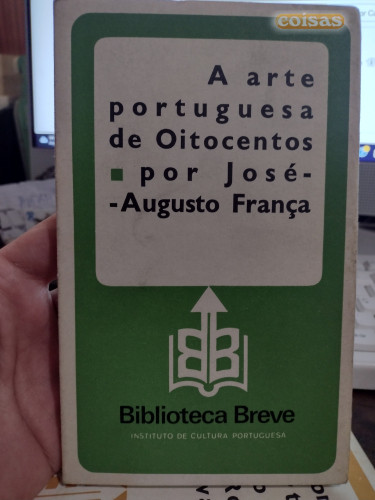 coisas
A arte
portuguesa
de Oitocentos
por José-
-Augusto França
Biblioteca Breve
INSTITUTO DE CULTURA PORTUGUESA